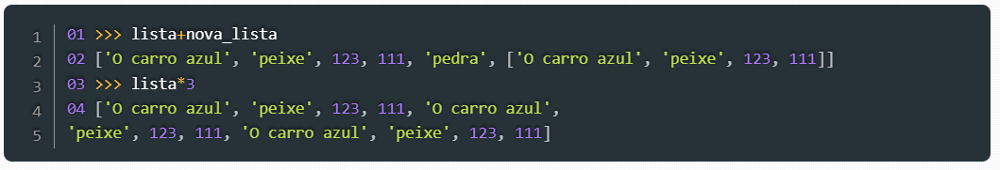 1 01 >>> lista+nova_lista
2 02 ['O carro azul', 'peixe', 123, 111, 'pedra', ['O carro azul', 'peixe', 123, 111]]
3 03 >>> lista*3
4 04 ['O carro azul', 'peixe', 123, 111, 'O carro azul',
5 'peixe', 123, 111, 'O carro azul', 'peixe', 123, 111]